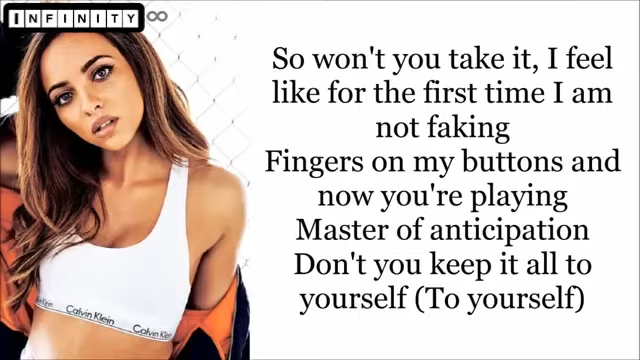 INFINITY∞
So won't you take it, I feel
like for the first time I am
not faking
Fingers on my buttons and
now you're playing
Master of anticipation
Don't you keep it all to
yourself (To yourself)
Calvin Klein
Calvin Klein